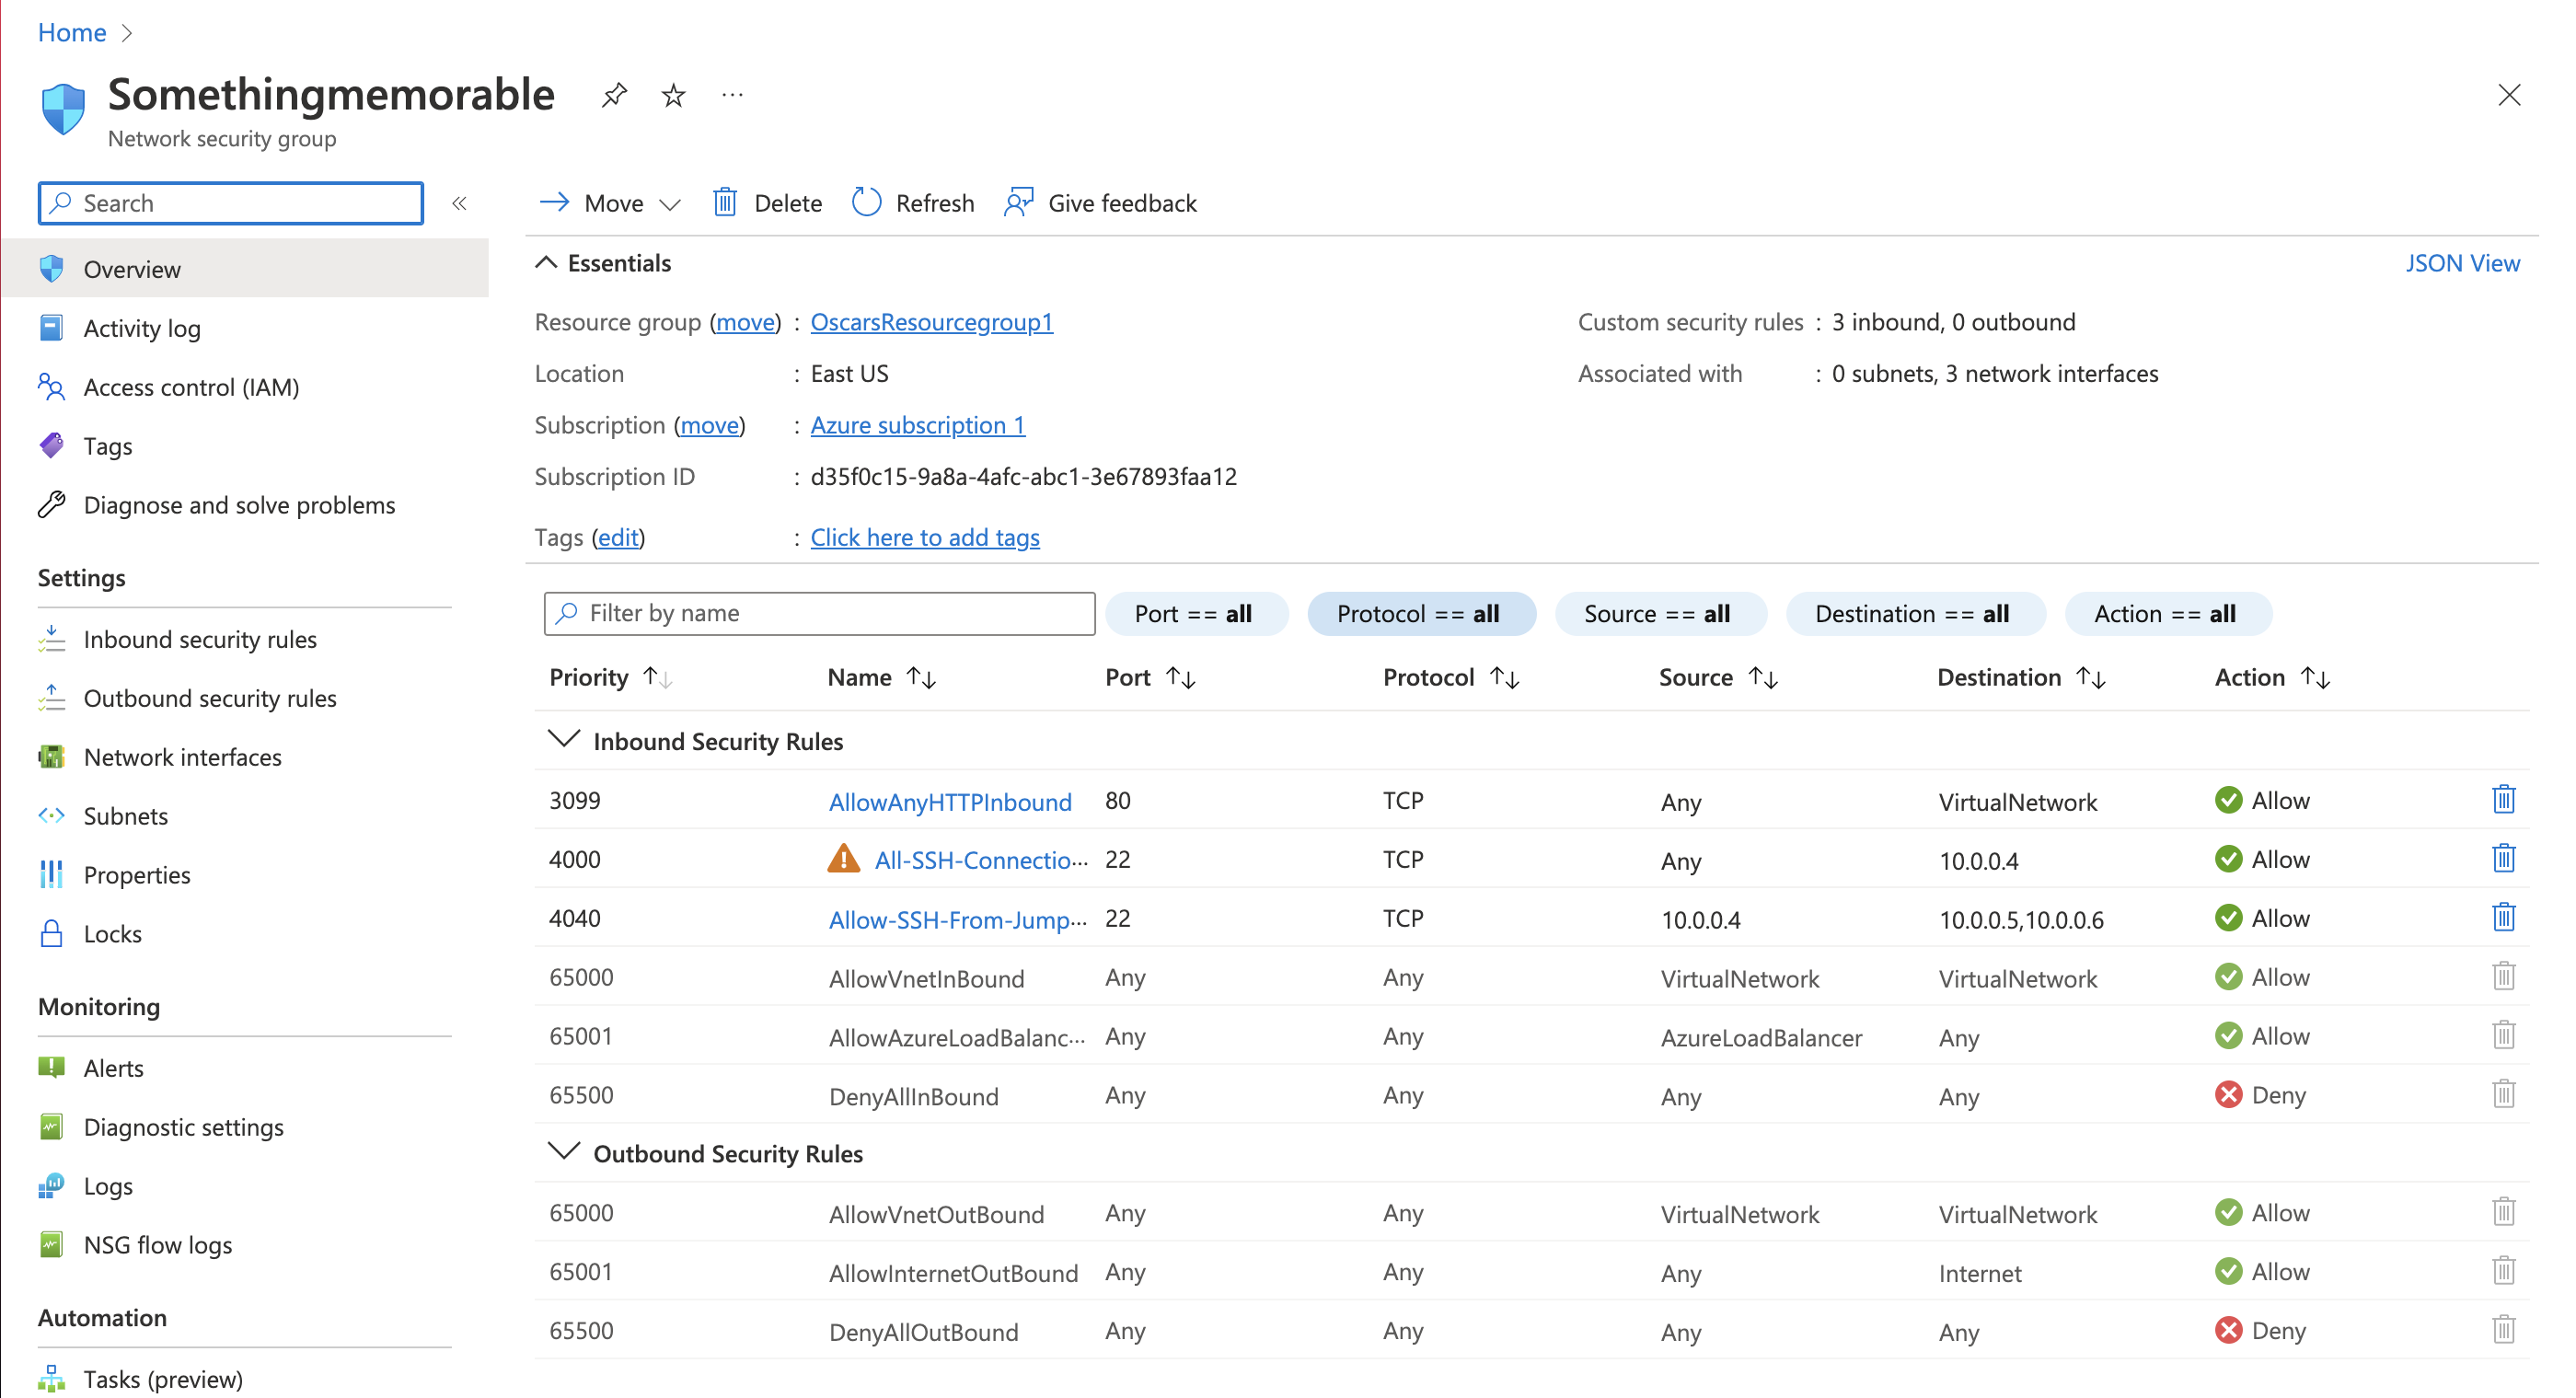 Home
Somethingmemorable
Network security group
Search
Move Delete Refresh Give feedback
Overview
Activity log
Access control (IAM)
Tags
Diagnose and solve problems
Settings
Inbound security rules
Outbound security rules
Network interfaces
Subnets
Properties
Locks
Monitoring
Alerts
Diagnostic settings
Logs
NSG flow logs
Automation
Tasks (preview)
Essentials JSON View
Resource group (move) : OscarsResourcegroup1 Custom security rules : 3 inbound, 0 outbound
Location : East US Associated with : 0 subnets, 3 network interfaces
Subscription (move) : Azure subscription 1
Subscription ID : d35f0c15-9a8a-4afc-abc1-3e67893faa12
Tags (edit) : Click here to add tags
Filter by name Port == all Protocol == all Source == all Destination == all Action == all
Priority Name Port Protocol Source Destination Action
Inbound Security Rules
3099 AllowAnyHTTPInbound 80 TCP Any VirtualNetwork Allow
4000 All-SSH-Connectio... 22 TCP Any 10.0.0.4 Allow
4040 Allow-SSH-From-Jump... 22 TCP 10.0.0.4 10.0.0.5,10.0.0.6 Allow
65000 AllowVnetInBound Any Any VirtualNetwork VirtualNetwork Allow
65001 AllowAzureLoadBalanc... Any Any AzureLoadBalancer Any Allow
65500 DenyAllInBound Any Any Any Any Deny
Outbound Security Rules
65000 AllowVnetOutBound Any Any VirtualNetwork VirtualNetwork Allow
65001 AllowInternetOutBound Any Any Any Internet Allow
65500 DenyAllOutBound Any Any Any Any Deny